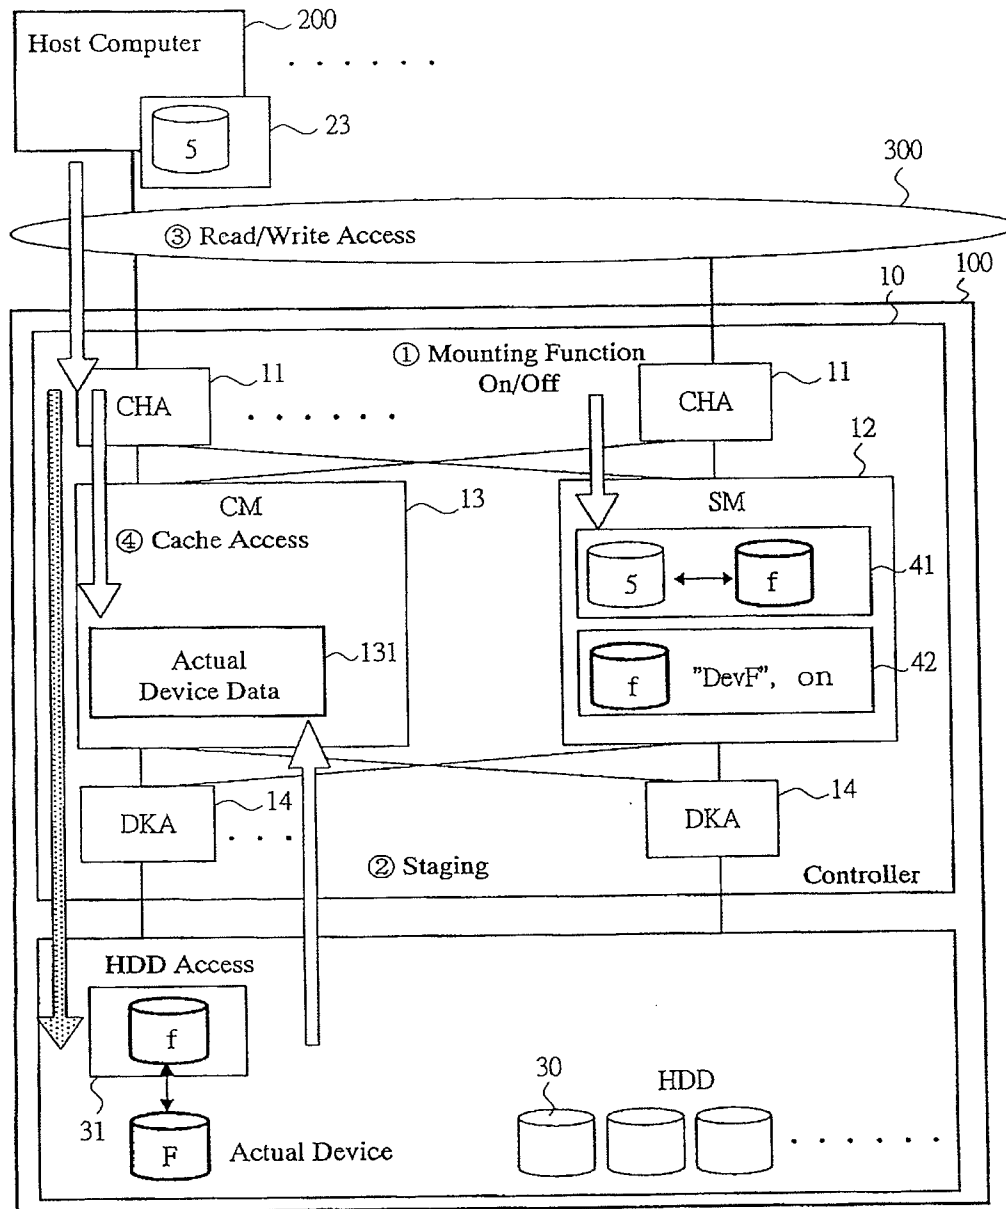 200
Host Computer
. . . . . .
23
5
300
③ Read/Write Access
10
100
① Mounting Function
On/Off
11
11
CHA
. . . . . .
CHA
12
CM
13
SM
④ Cache Access
5
f
41
Actual
Device Data
131
f
"DevF", on
42
14
14
DKA
. . . .
DKA
② Staging
Controller
HDD Access
f
31
30
HDD
F
Actual Device
. . . . . . .